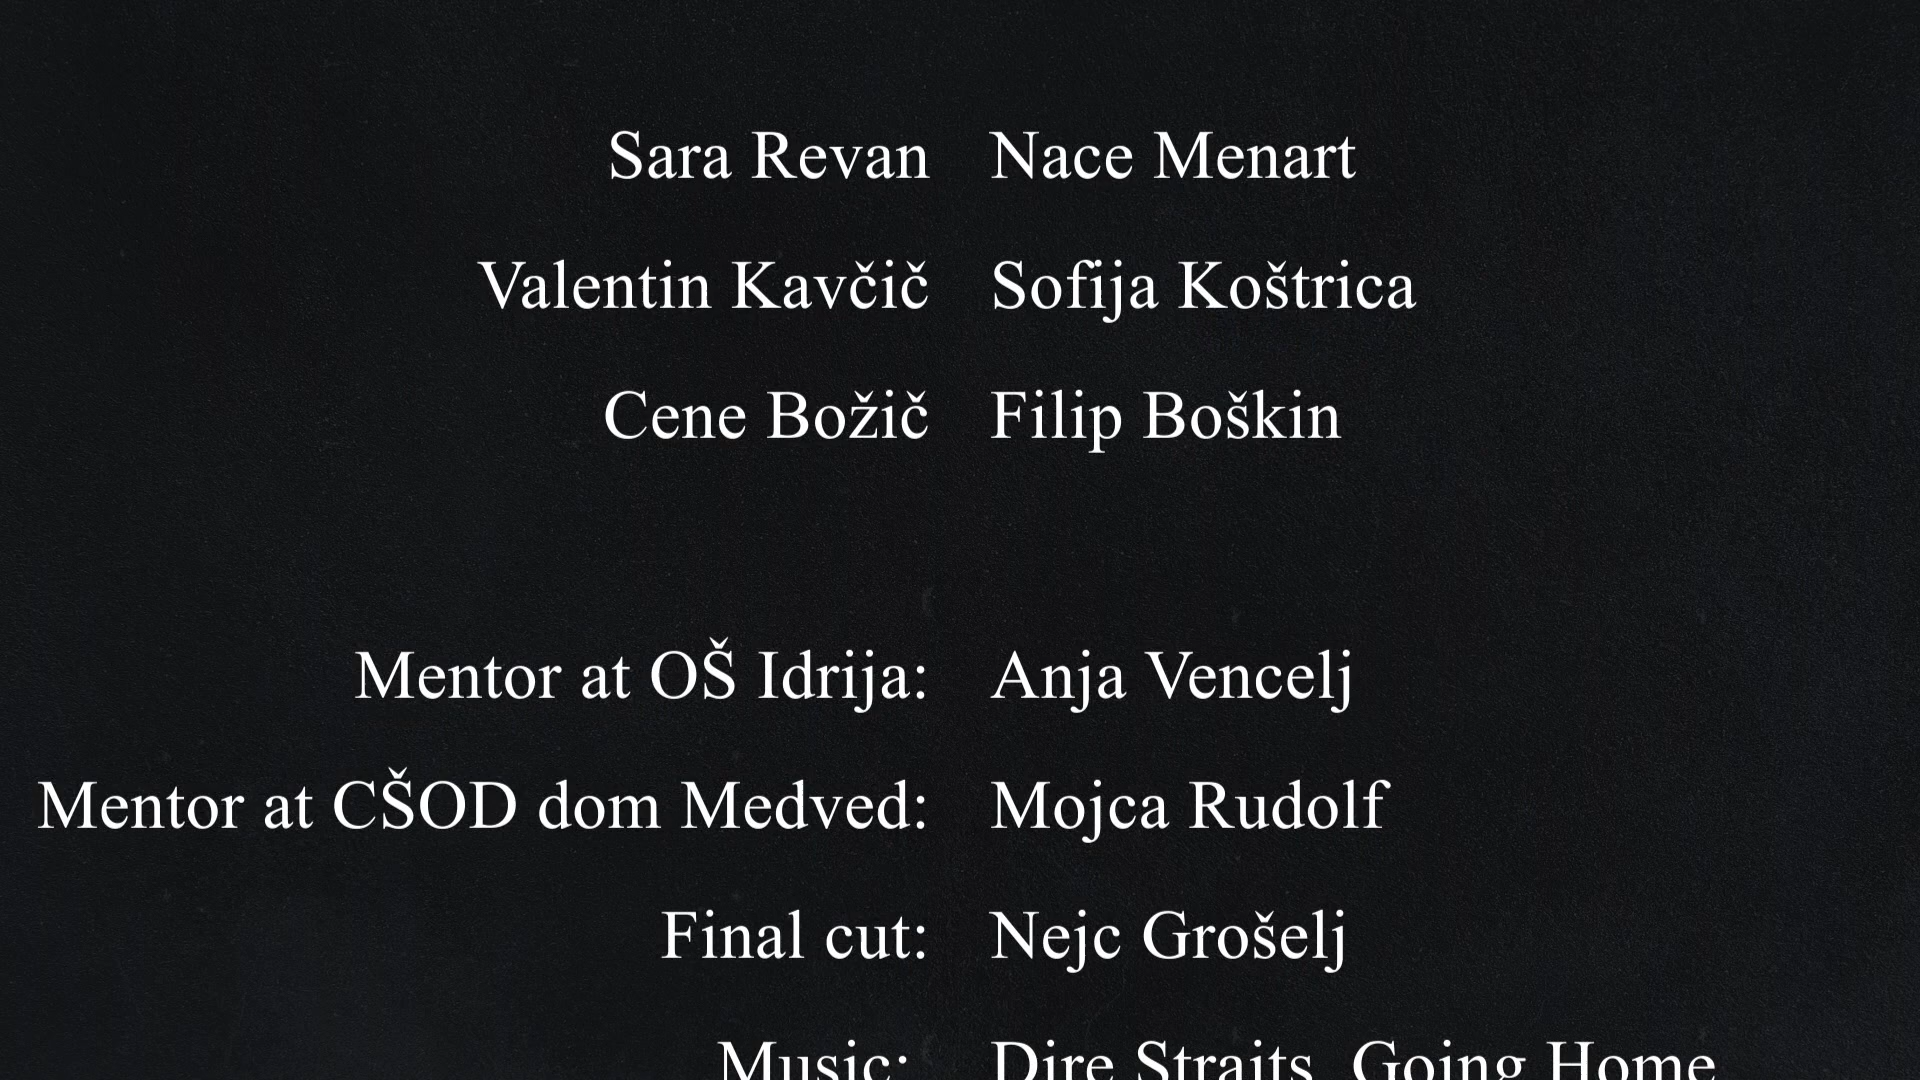 Sara Revan Nace Menart
Valentin Kavčič Sofija Koštrica
Cene Božič Filip Boškin
Mentor at OŠ Idrija: Anja Vencelj
Mentor at CŠOD dom Medved: Mojca Rudolf
Final cut: Nejc Grošelj
Music: Dire Straits, Going Home